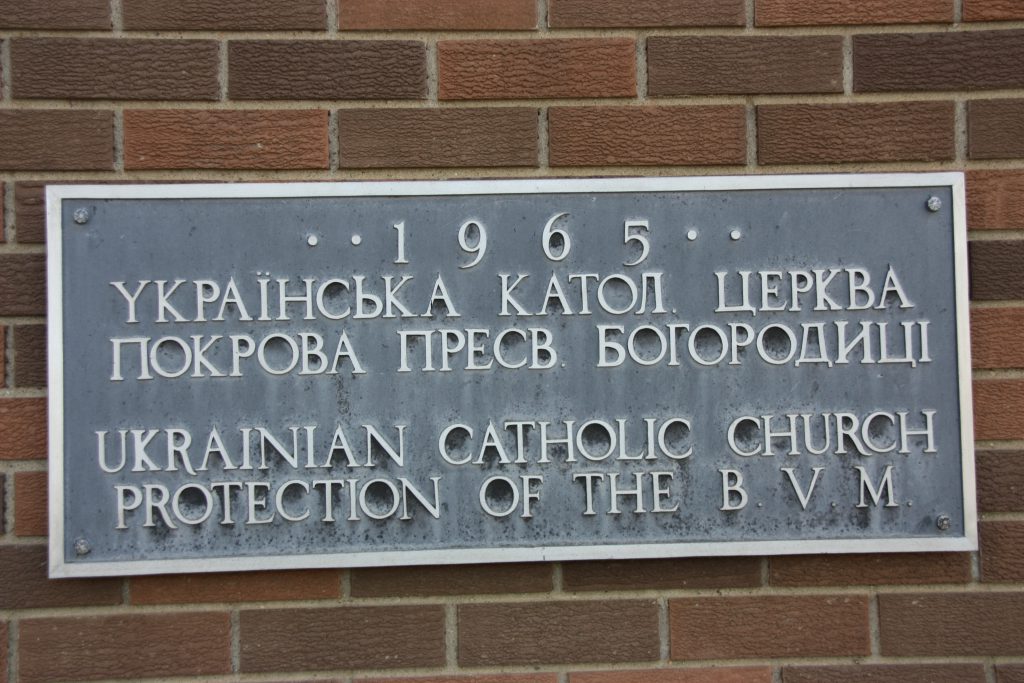 · · 1965 · ·
УКРАЇНСЬКА КАТОЛ. ЦЕРКВА
ПОКРОВА ПРЕСВ. БОГОРОДИЦІ
UKRAINIAN CATHOLIC CHURCH
PROTECTION OF THE B. V. M.